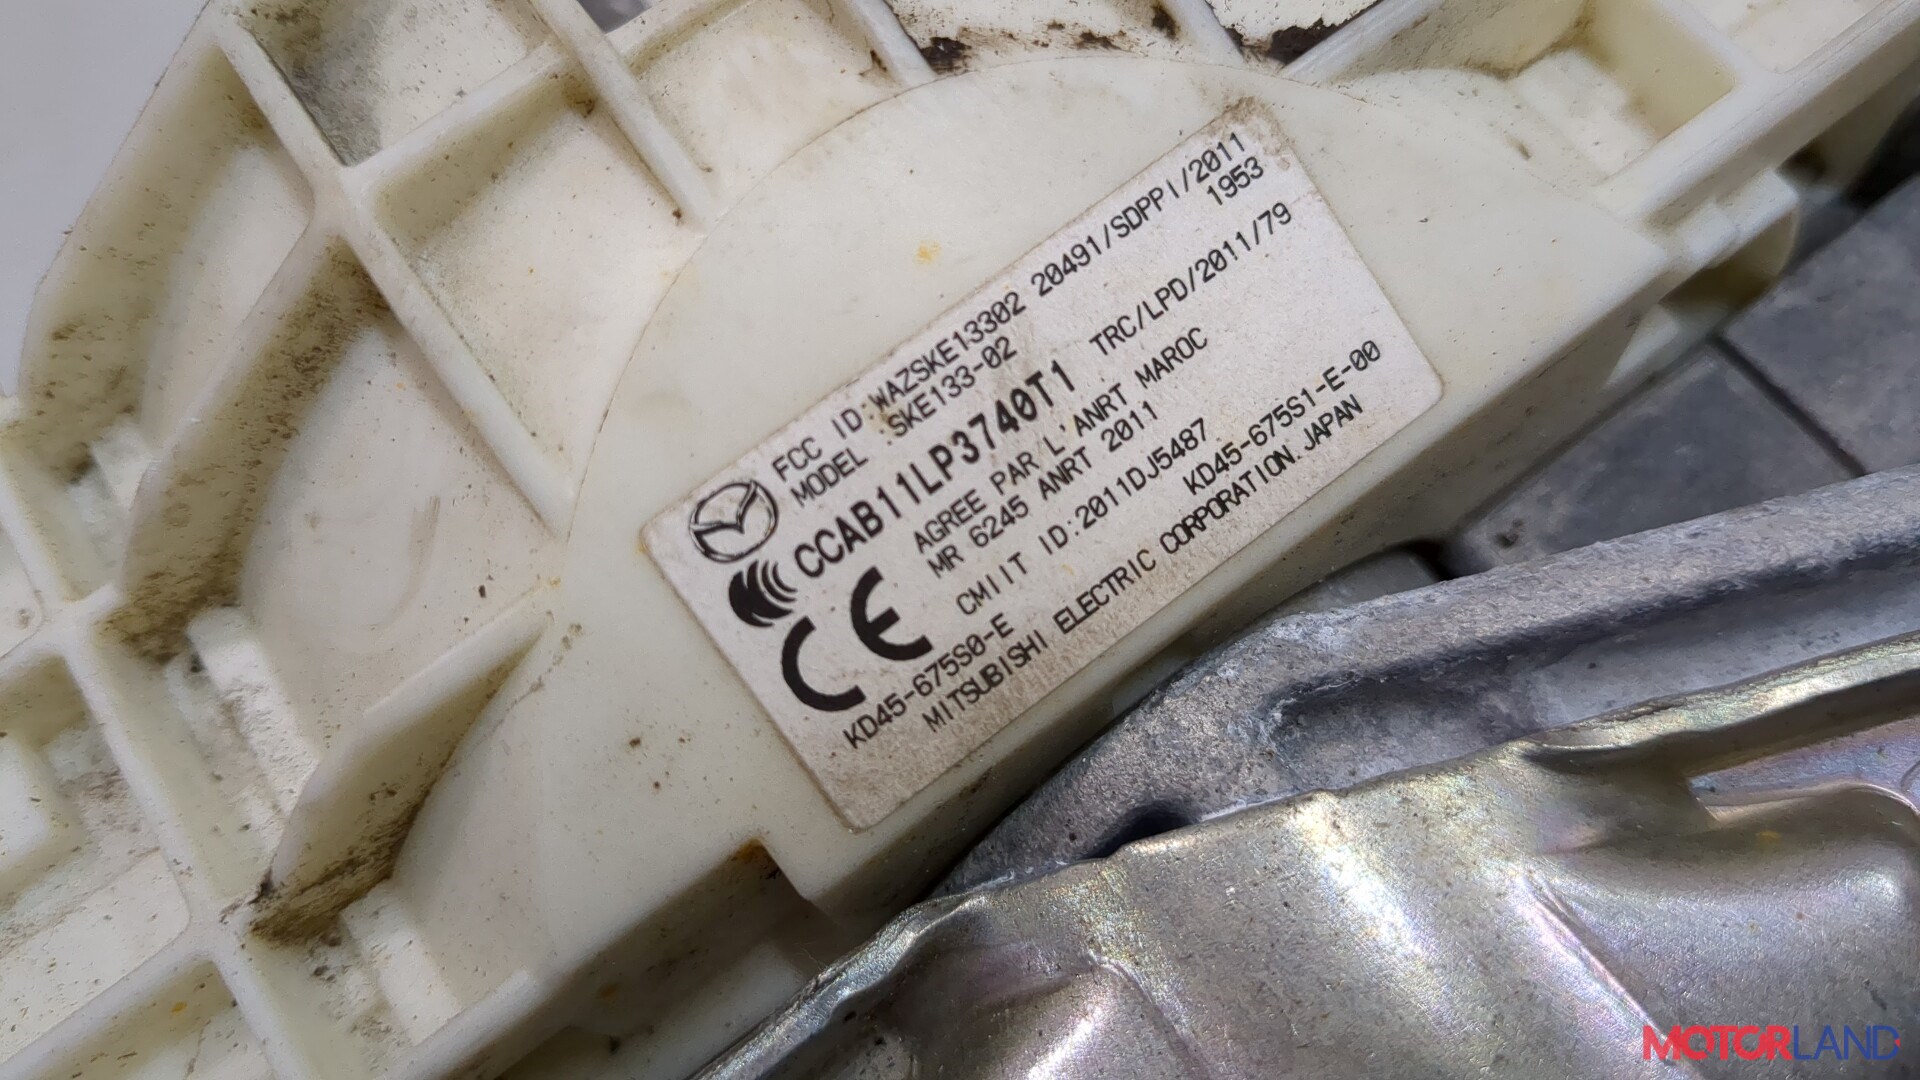 FCC ID:WAZSKE13302 20491/SDPPI/2011
MODEL :SKE133-02 1953
CCAB11LP3740T1 TRC/LPD/2011/79
AGREE PAR L'ANRT MAROC
MR 6245 ANRT 2011
CE
CMIIT ID:2011DJ5487
KD45-675S0-E KD45-675S1-E-00
MITSUBISHI ELECTRIC CORPORATION.JAPAN
MOTORLAND